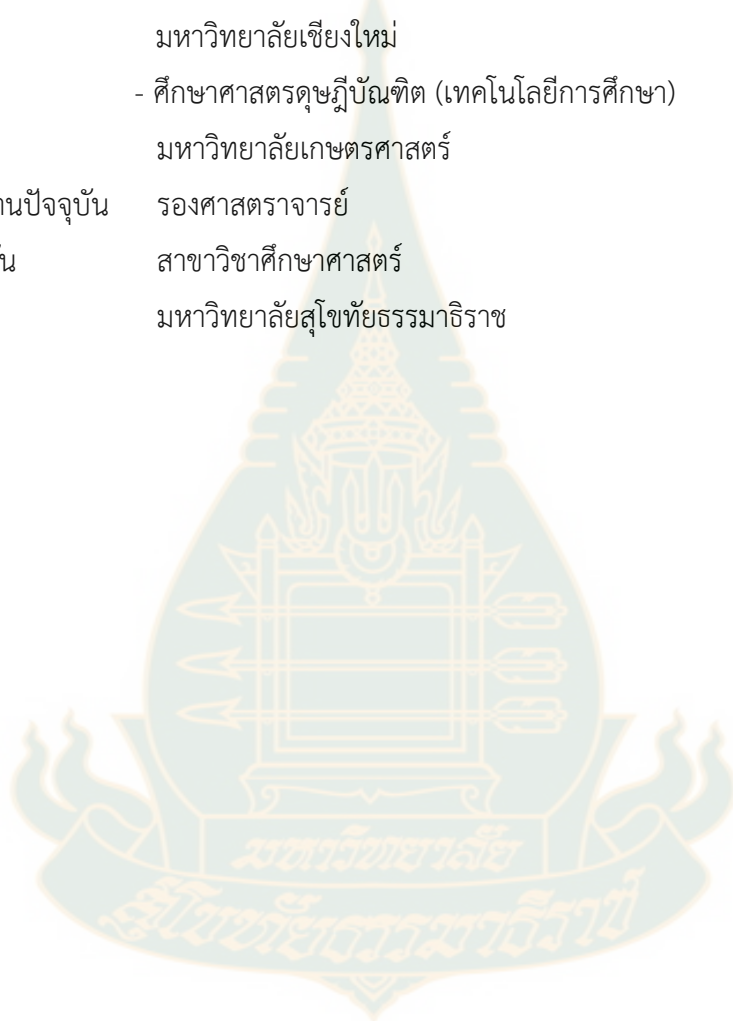 มหาวิทยาลัยเชียงใหม่
- ศึกษาศาสตรดุษฎีบัณฑิต (เทคโนโลยีการศึกษา)
มหาวิทยาลัยเกษตรศาสตร์
านปัจจุบัน รองศาสตราจารย์
ัน สาขาวิชาศึกษาศาสตร์
มหาวิทยาลัยสุโขทัยธรรมาธิราช
มหาวิทยาลัย
สุโขทัยธรรมาธิราช